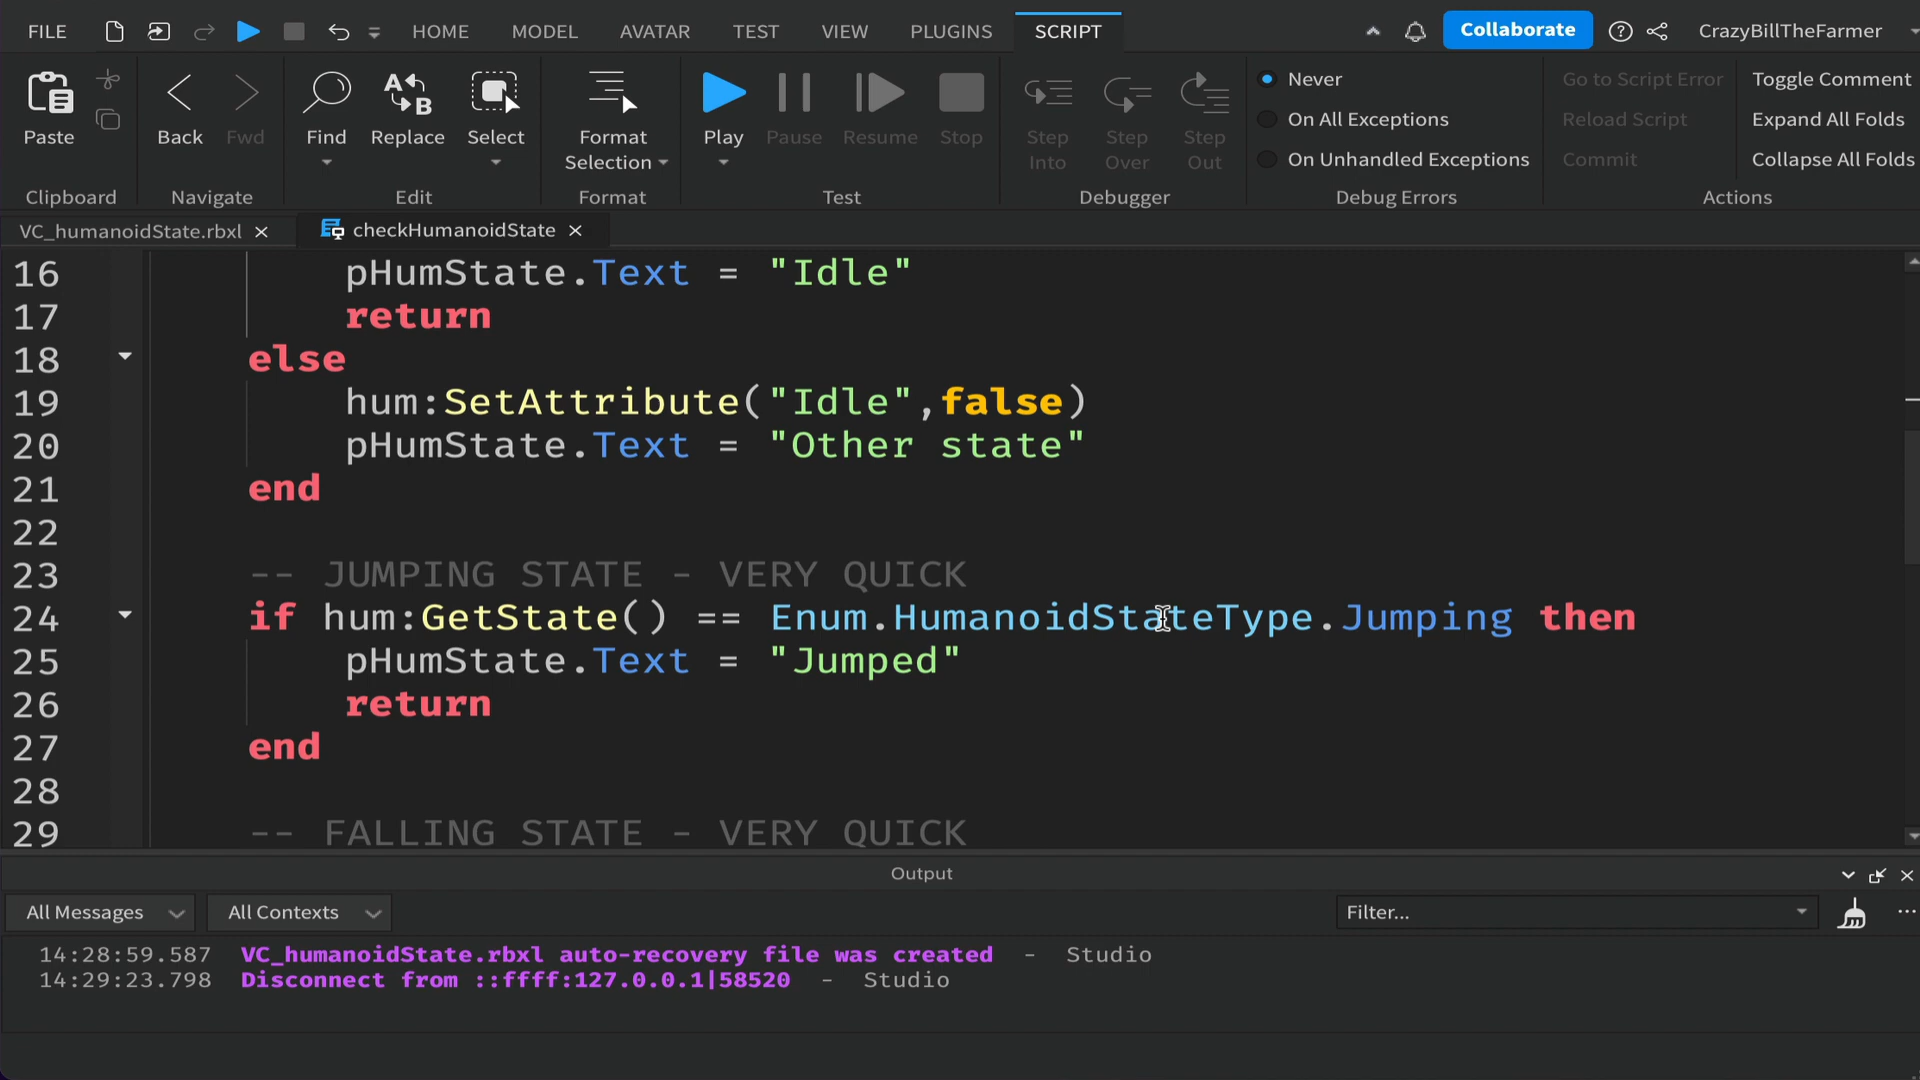 FILE HOME MODEL AVATAR TEST VIEW PLUGINS SCRIPT Collaborate CrazyBillTheFarmer
Paste Back Fwd Find Replace Select Format Selection Play Pause Resume Stop Step Into Step Over Step Out
Never
On All Exceptions
On Unhandled Exceptions
Go to Script Error
Reload Script
Commit
Toggle Comment
Expand All Folds
Collapse All Folds
Clipboard Navigate Edit Format Test Debugger Debug Errors Actions
VC_humanoidState.rbxl checkHumanoidState
16 pHumState.Text = "Idle"
17 return
18 else
19 hum:SetAttribute("Idle",false)
20 pHumState.Text = "Other state"
21 end
22
23 -- JUMPING STATE - VERY QUICK
24 if hum:GetState() == Enum.HumanoidStateType.Jumping then
25 pHumState.Text = "Jumped"
26 return
27 end
28
29 -- FALLING STATE - VERY QUICK
Output
All Messages All Contexts Filter...
14:28:59.587 VC_humanoidState.rbxl auto-recovery file was created - Studio
14:29:23.798 Disconnect from ::ffff:127.0.0.1|58520 - Studio